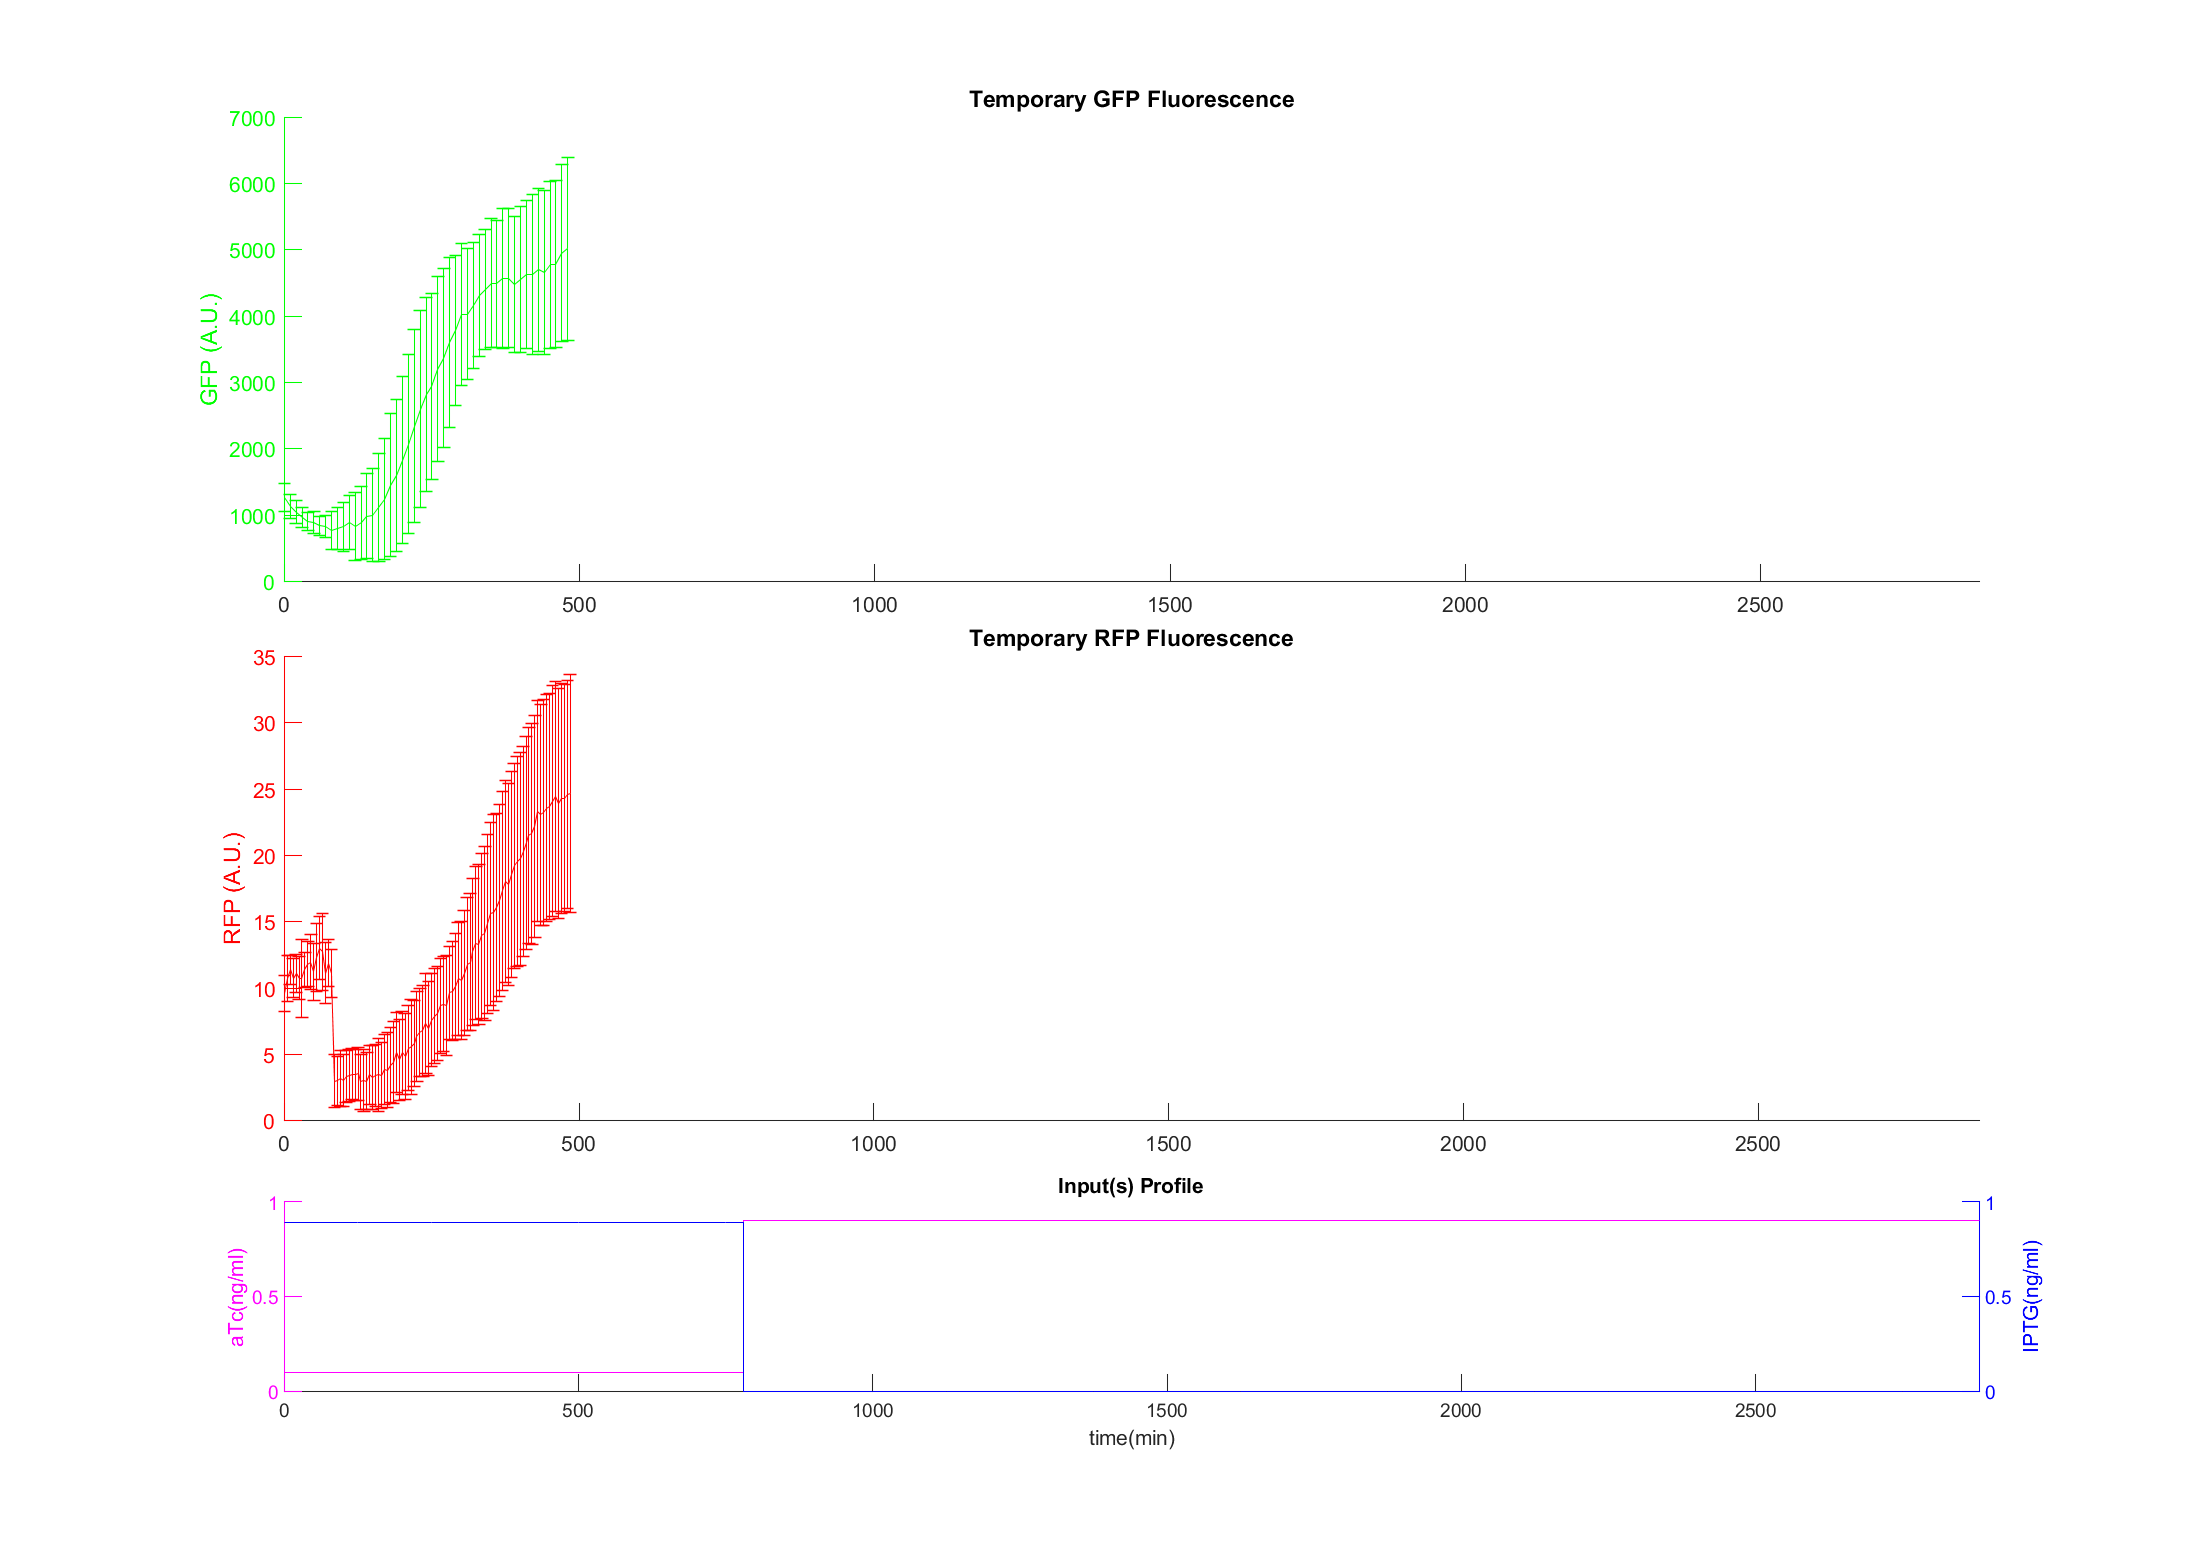 Temporary GFP Fluorescence
GFP (A.U.)
7000
6000
5000
4000
3000
2000
1000
0
0 500 1000 1500 2000 2500
Temporary RFP Fluorescence
RFP (A.U.)
35
30
25
20
15
10
5
0
0 500 1000 1500 2000 2500
Input(s) Profile
aTc(ng/ml)
1
0.5
0
1
0.5
0
IPTG(ng/ml)
0 500 1000 1500 2000 2500
time(min)